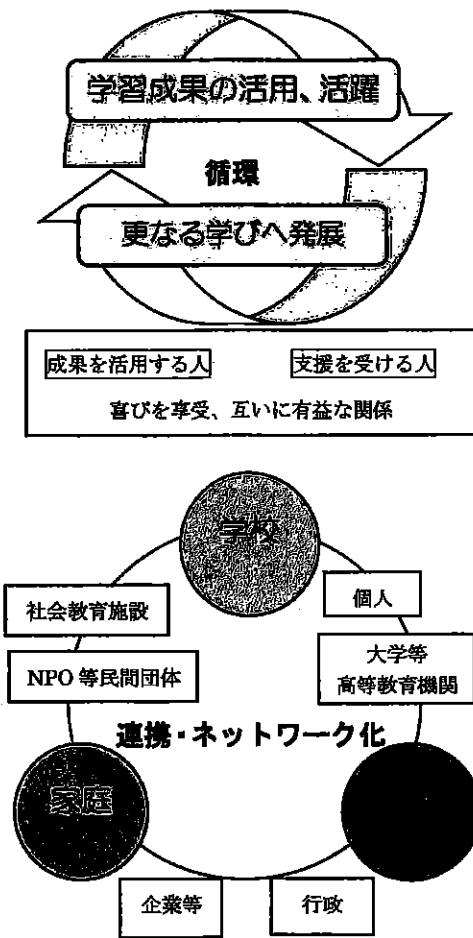 学習成果の活用、活躍
循環
更なる学びへ発展
成果を活用する人 支援を受ける人
喜びを享受、互いに有益な関係
学校
社会教育施設
個人
NPO等民間団体
大学等
高等教育機関
連携・ネットワーク化
家庭
企業等
行政